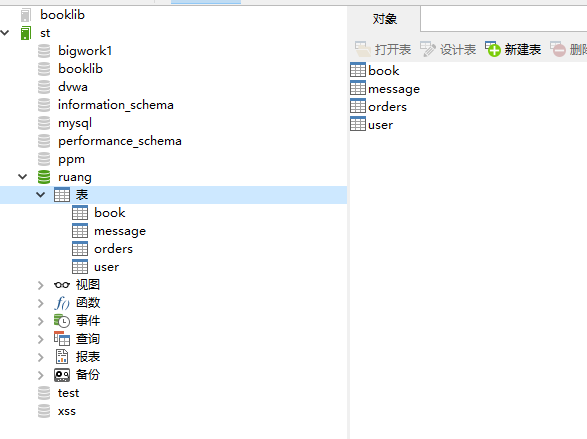 booklib
st
bigwork1
booklib
dvwa
information_schema
mysql
performance_schema
ppm
ruang
表
book
message
orders
user
视图
函数
事件
查询
报表
备份
test
xss
对象
打开表 设计表 新建表
book
message
orders
user